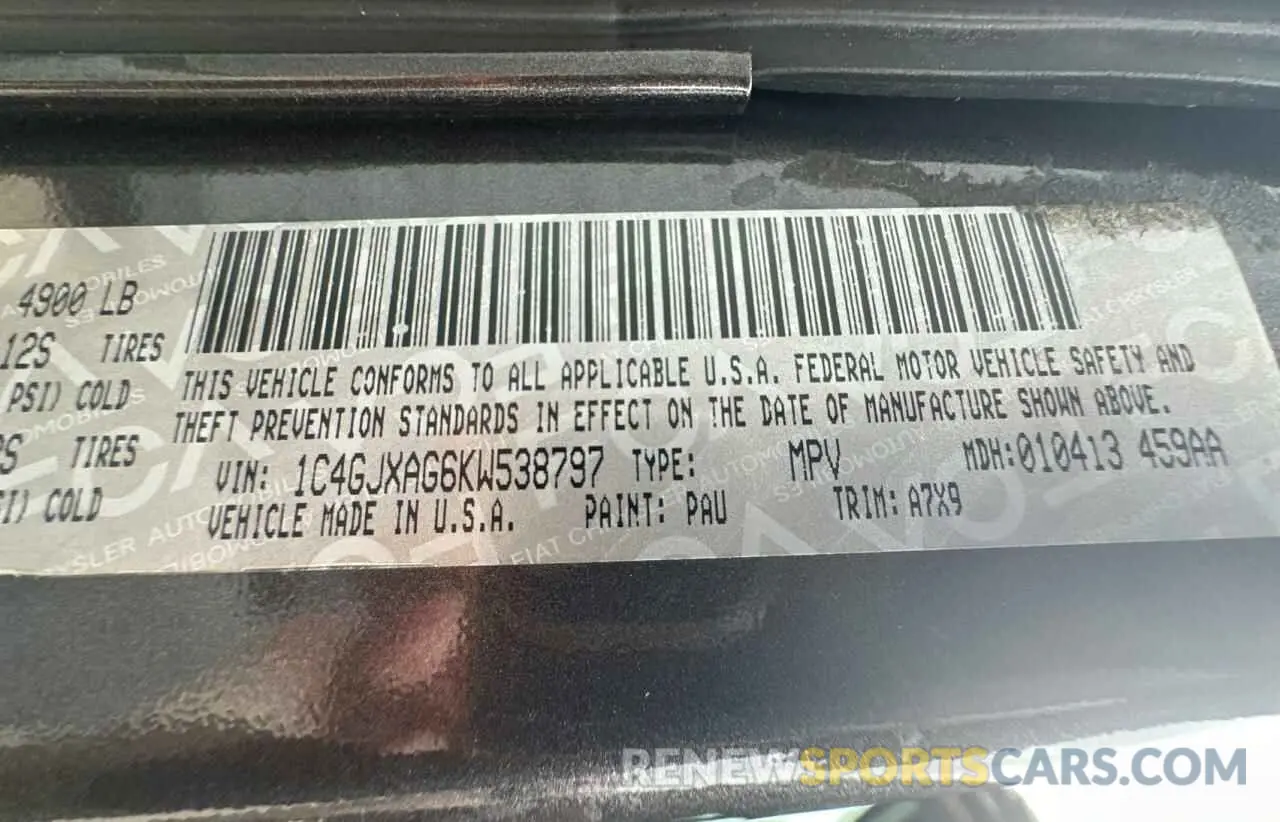 4900 LB
12S TIRES
PSI) COLD
TIRES
COLD
THIS VEHICLE CONFORMS TO ALL APPLICABLE U.S.A. FEDERAL MOTOR VEHICLE SAFETY AND
THEFT PREVENTION STANDARDS IN EFFECT ON THE DATE OF MANUFACTURE SHOWN ABOVE.
VIN: 1C4GJXAG6KW538797 TYPE: MPV MDH:010413 459AA
VEHICLE MADE IN U.S.A. PAINT: PAU TRIM: A7X9
RENEWSPORTSCARS.COM